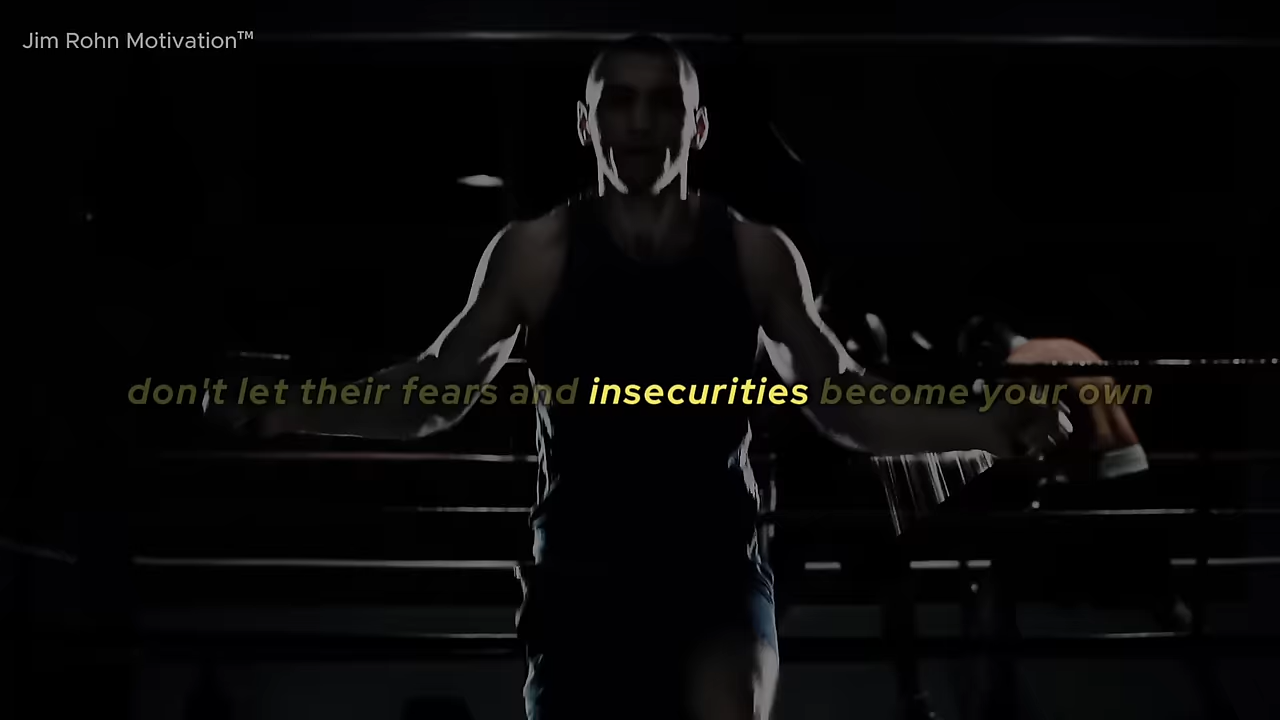 Jim Rohn Motivation™
don't let their fears and insecurities become your own